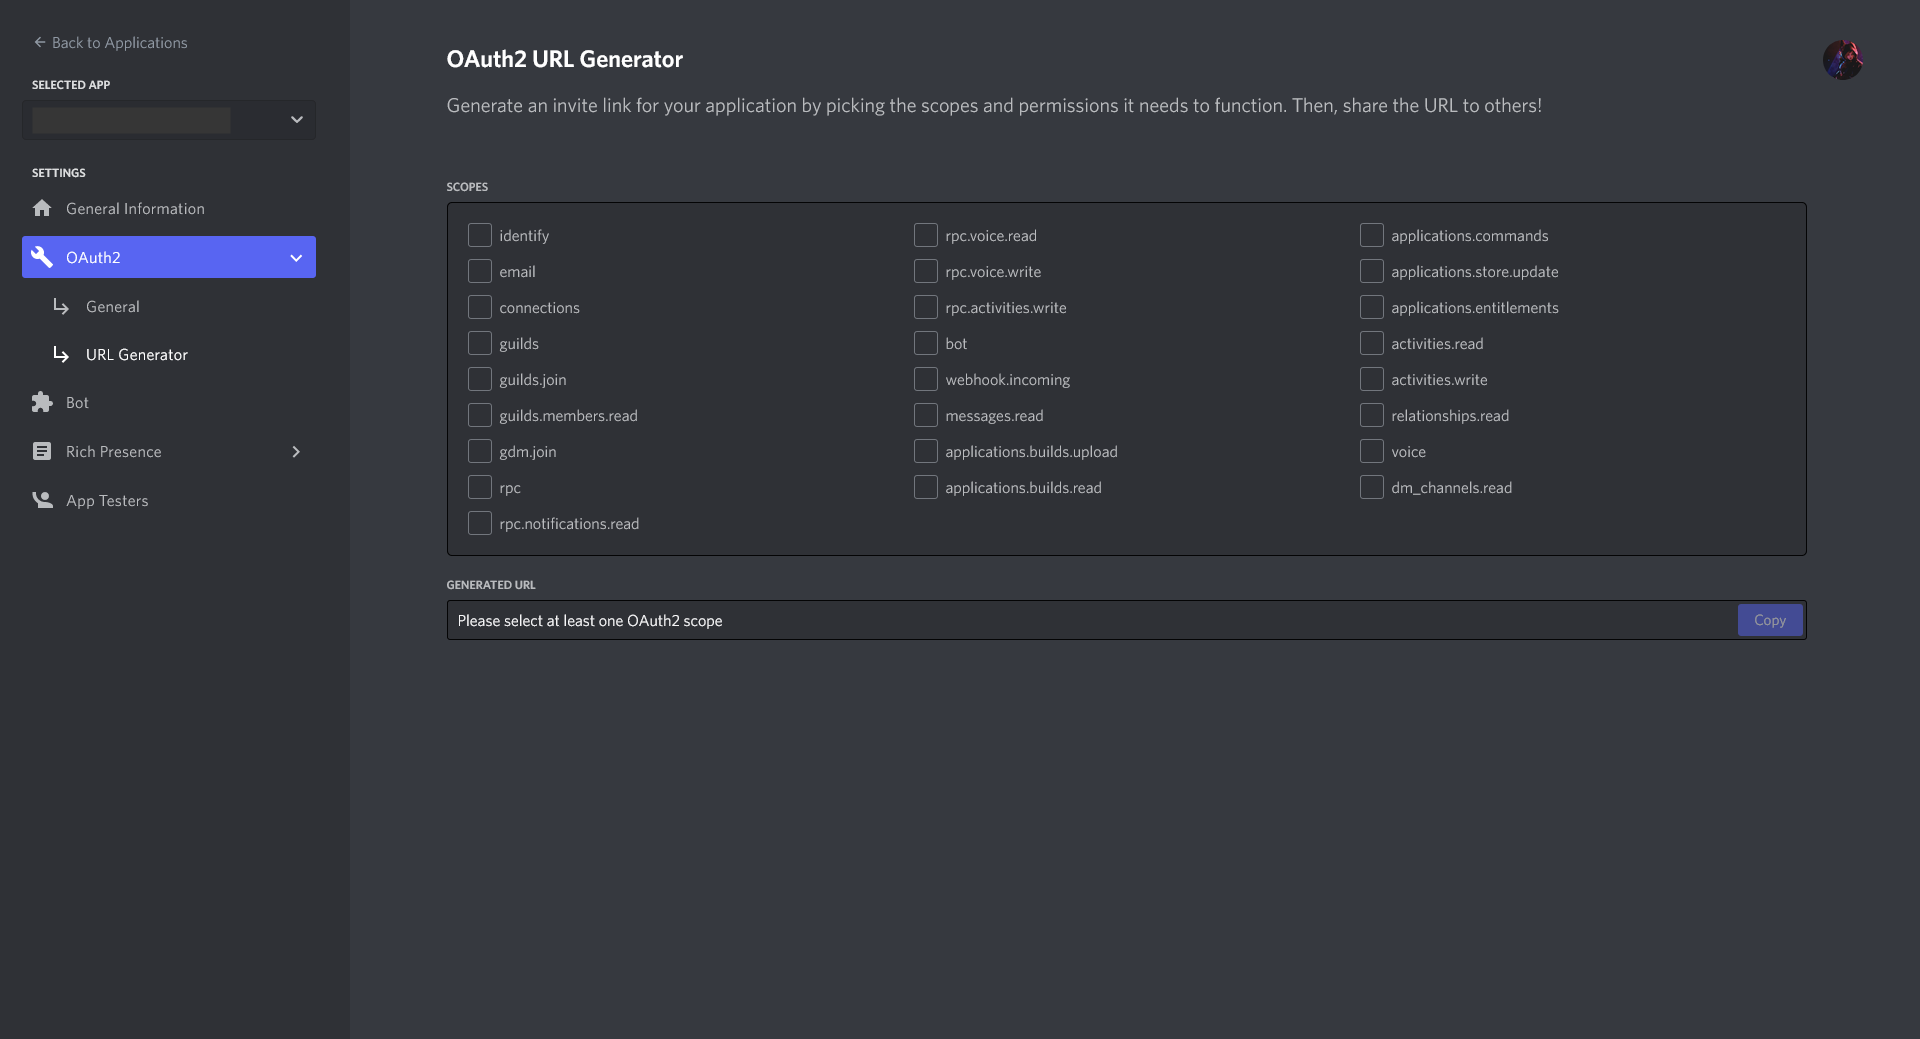 Back to Applications
SELECTED APP
SETTINGS
General Information
OAuth2
General
URL Generator
Bot
Rich Presence
App Testers
OAuth2 URL Generator
Generate an invite link for your application by picking the scopes and permissions it needs to function. Then, share the URL to others!
SCOPES
identify
email
connections
guilds
guilds.join
guilds.members.read
gdm.join
rpc
rpc.notifications.read
rpc.voice.read
rpc.voice.write
rpc.activities.write
bot
webhook.incoming
messages.read
applications.builds.upload
applications.builds.read
applications.commands
applications.store.update
applications.entitlements
activities.read
activities.write
relationships.read
voice
dm_channels.read
GENERATED URL
Please select at least one OAuth2 scope
Copy